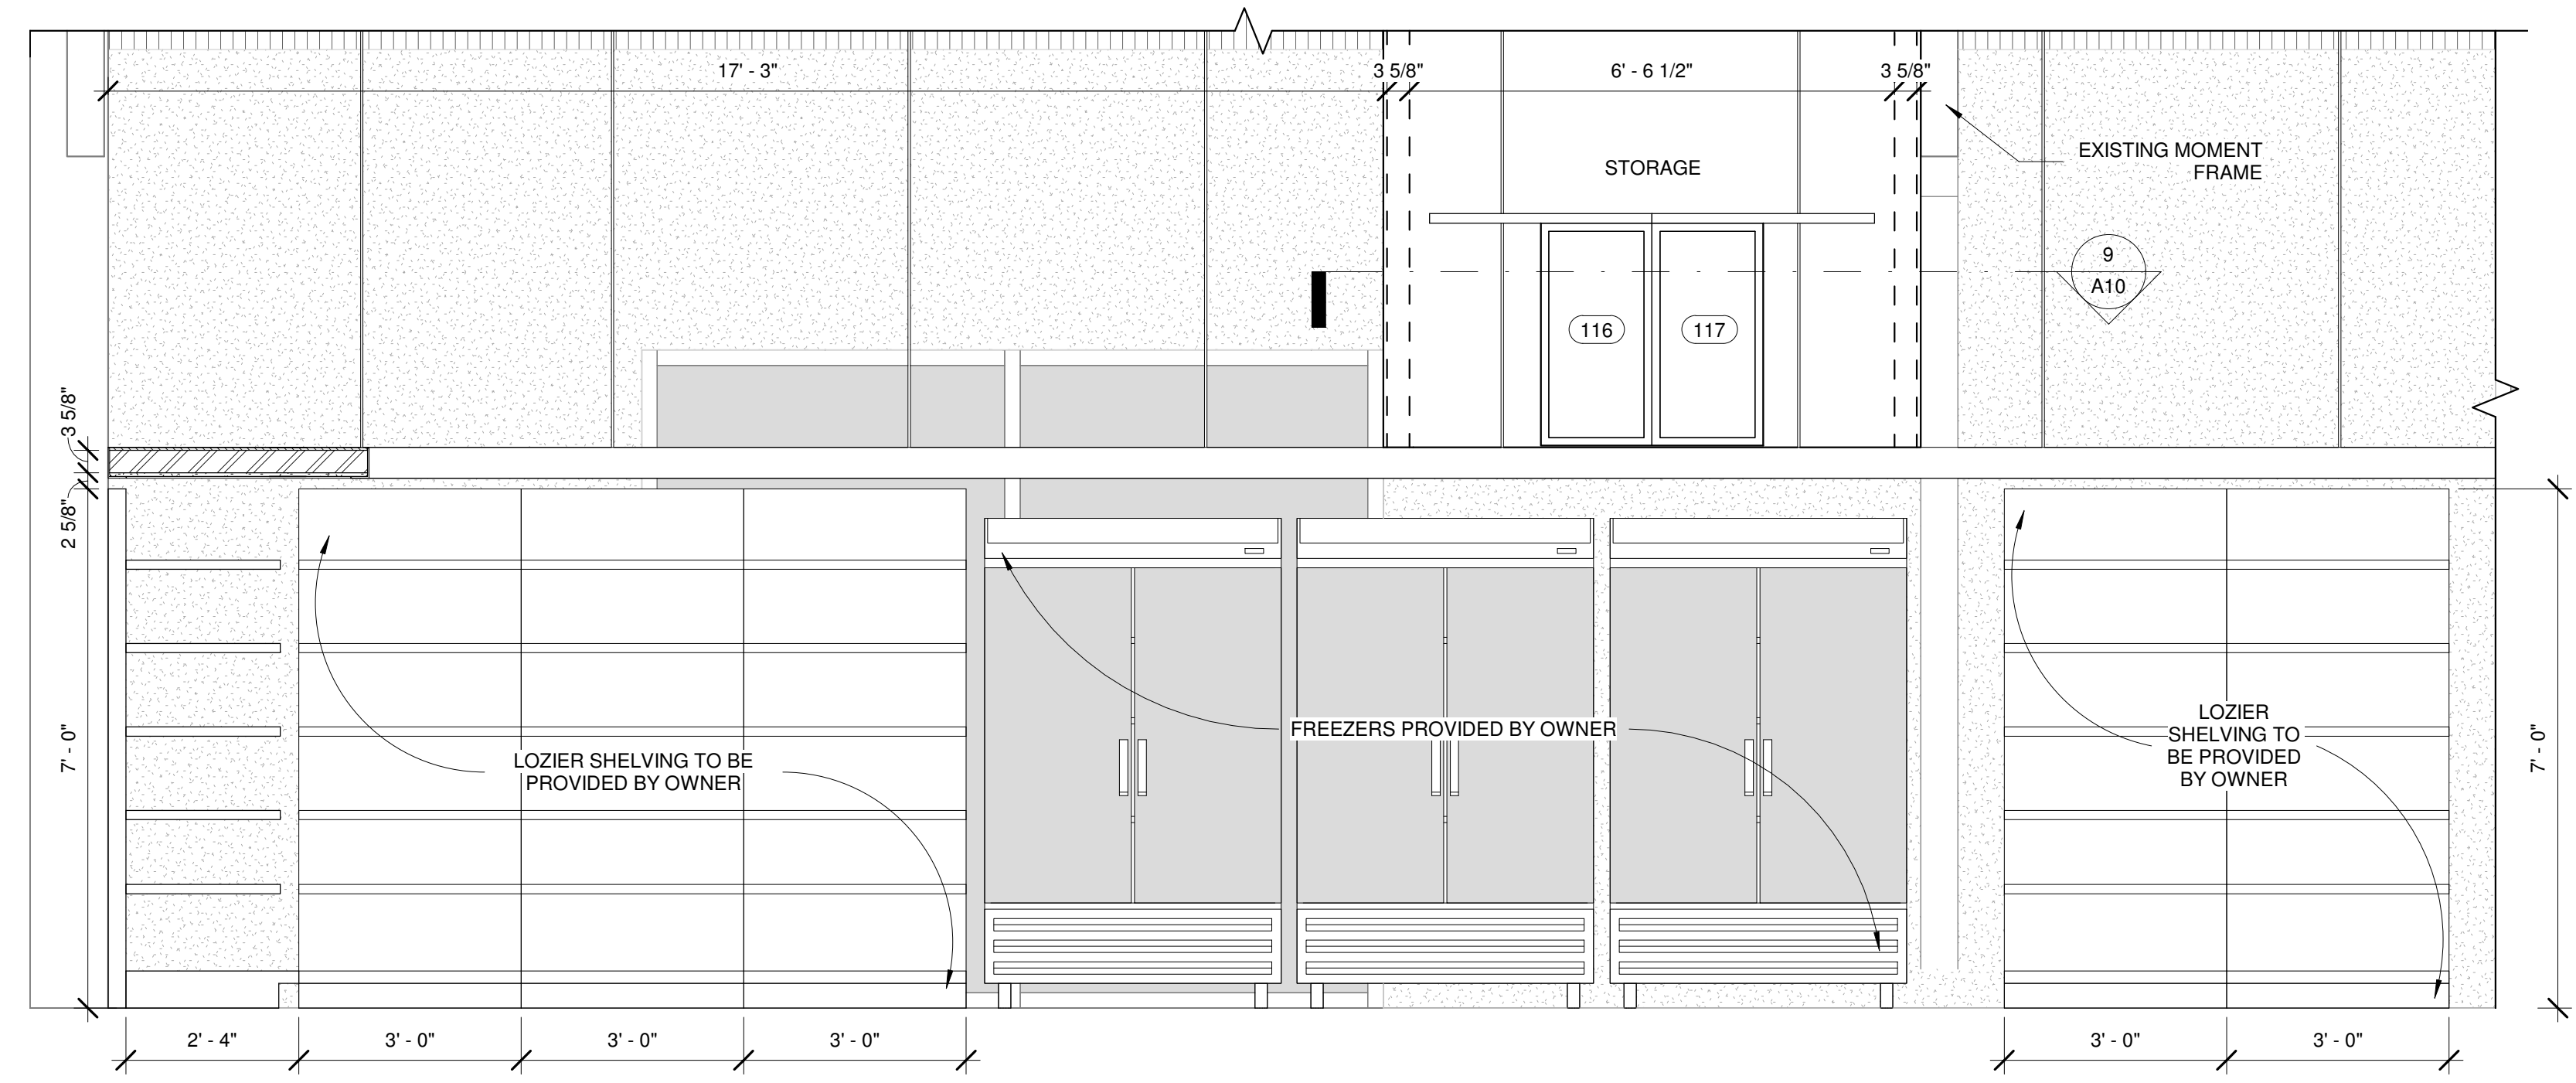 17' - 3"
3 5/8"
6' - 6 1/2"
3 5/8"
EXISTING MOMENT
FRAME
STORAGE
9
A10
116
117
3 5/8"
2 5/8"
7' - 0"
LOZIER SHELVING TO BE
PROVIDED BY OWNER
FREEZERS PROVIDED BY OWNER
LOZIER
SHELVING TO
BE PROVIDED
BY OWNER
7' - 0"
2' - 4"
3' - 0"
3' - 0"
3' - 0"
3' - 0"
3' - 0"